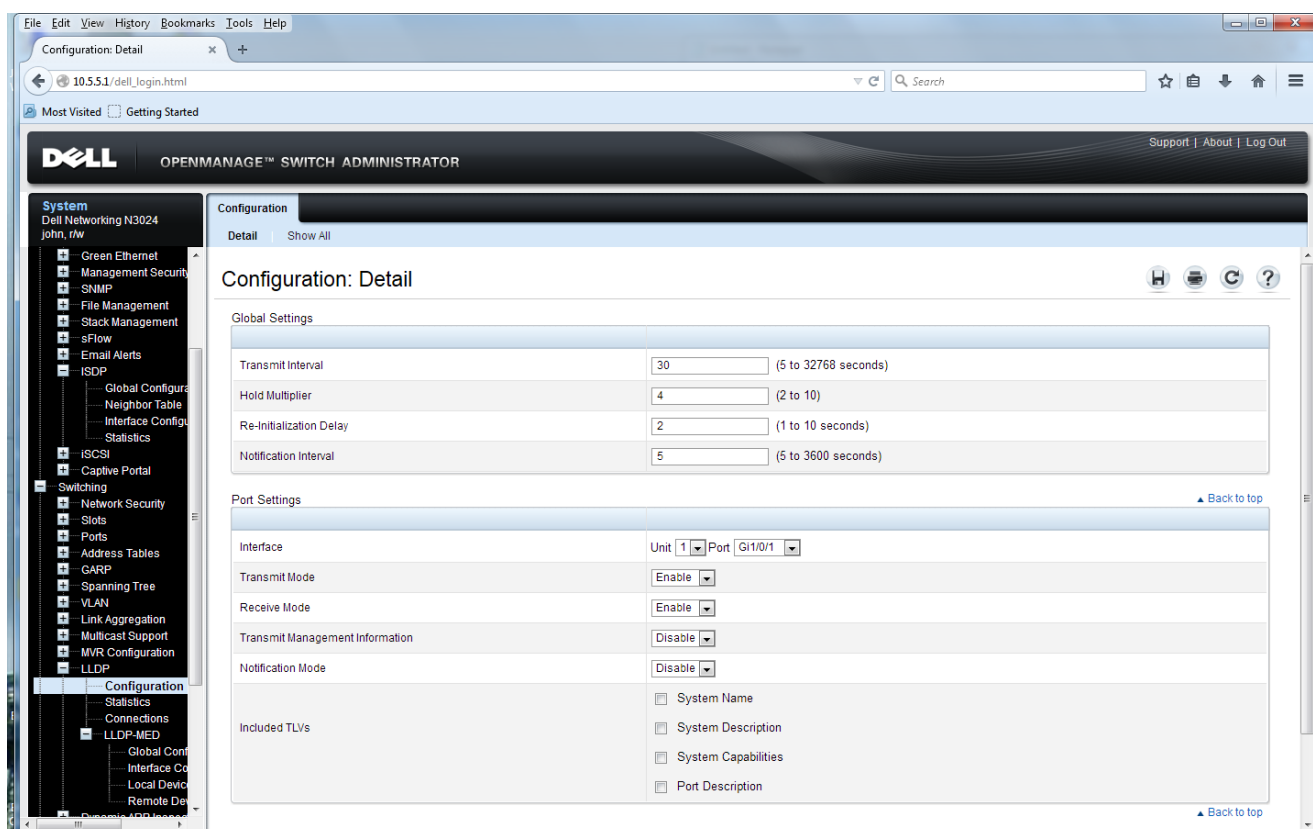 File Edit View History Bookmarks Tools Help
Configuration: Detail
10.5.5.1/dell_login.html
Search
Most Visited Getting Started
DELL OPENMANAGE™ SWITCH ADMINISTRATOR
Support | About | Log Out
System
Dell Networking N3024
john, r/w
Green Ethernet
Management Security
SNMP
File Management
Stack Management
sFlow
Email Alerts
ISDP
Global Configura
Neighbor Table
Interface Configu
Statistics
iSCSI
Captive Portal
Switching
Network Security
Slots
Ports
Address Tables
GARP
Spanning Tree
VLAN
Link Aggregation
Multicast Support
MVR Configuration
LLDP
Configuration
Statistics
Connections
LLDP-MED
Global Conf
Interface Co
Local Devic
Remote Dev
Configuration
Detail Show All
Configuration: Detail
Global Settings
Transmit Interval 30 (5 to 32768 seconds)
Hold Multiplier 4 (2 to 10)
Re-Initialization Delay 2 (1 to 10 seconds)
Notification Interval 5 (5 to 3600 seconds)
Port Settings Back to top
Interface Unit 1 Port Gi1/0/1
Transmit Mode Enable
Receive Mode Enable
Transmit Management Information Disable
Notification Mode Disable
Included TLVs
System Name
System Description
System Capabilities
Port Description
Back to top